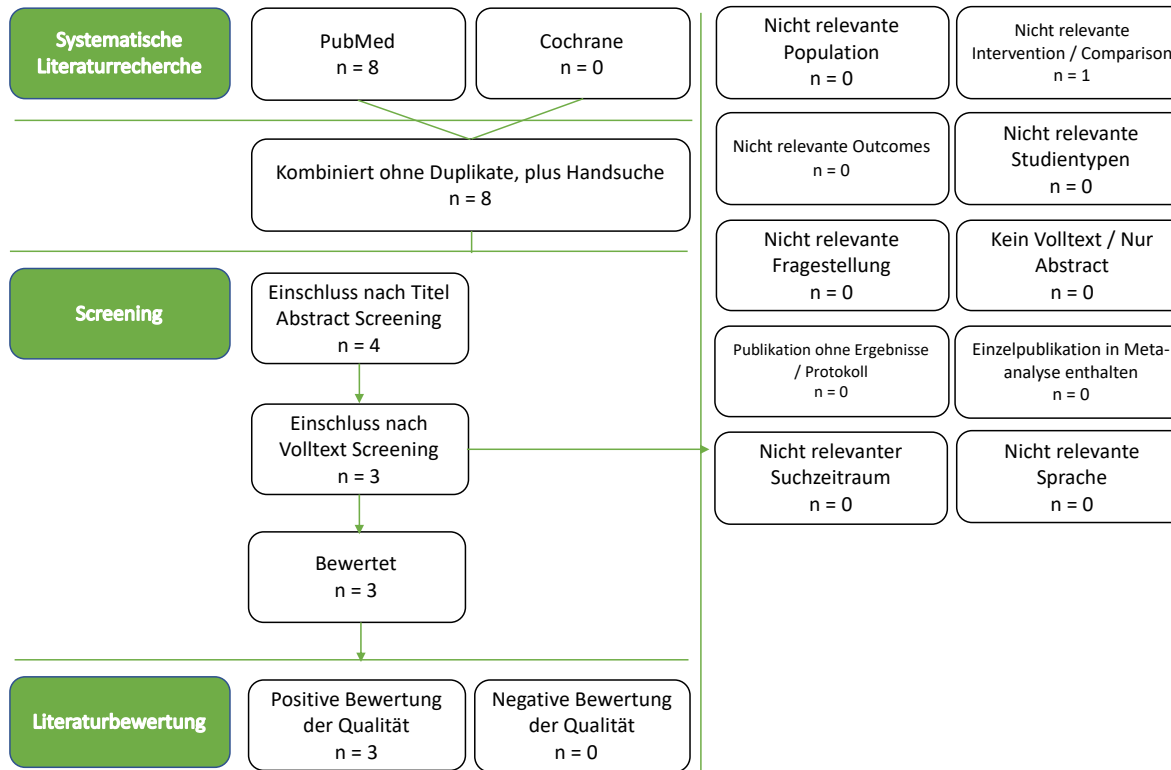 Systematische
Literaturrecherche
PubMed
n = 8
Cochrane
n = 0
Kombiniert ohne Duplikate, plus Handsuche
n = 8
Screening
Einschluss nach Titel
Abstract Screening
n = 4
Einschluss nach
Volltext Screening
n = 3
Bewertet
n = 3
Literaturbewertung
Positive Bewertung
der Qualität
n = 3
Negative Bewertung
der Qualität
n = 0
Nicht relevante
Population
n = 0
Nicht relevante
Intervention / Comparison
n = 1
Nicht relevante Outcomes
n = 0
Nicht relevante
Studientypen
n = 0
Nicht relevante
Fragestellung
n = 0
Kein Volltext / Nur
Abstract
n = 0
Publikation ohne Ergebnisse
/ Protokoll
n = 0
Einzelpublikation in Meta-
analyse enthalten
n = 0
Nicht relevanter
Suchzeitraum
n = 0
Nicht relevante
Sprache
n = 0